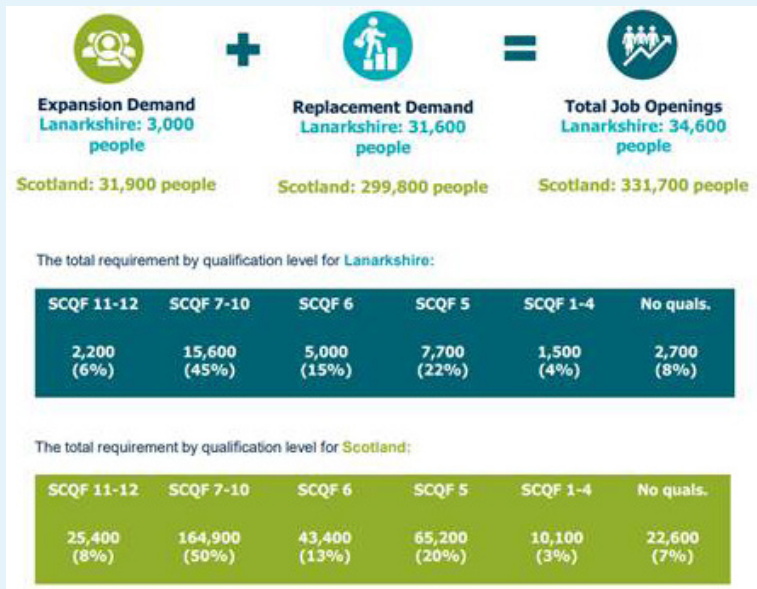 Expansion Demand
Lanarkshire: 3,000
people
Scotland: 31,900 people
+
Replacement Demand
Lanarkshire: 31,600
people
Scotland: 299,800 people
=
Total Job Openings
Lanarkshire: 34,600
people
Scotland: 331,700 people
The total requirement by qualification level for Lanarkshire:
SCQF 11-12 SCQF 7-10 SCQF 6 SCQF 5 SCQF 1-4 No quals.
2,200 15,600 5,000 7,700 1,500 2,700
(6%) (45%) (15%) (22%) (4%) (8%)
The total requirement by qualification level for Scotland:
SCQF 11-12 SCQF 7-10 SCQF 6 SCQF 5 SCQF 1-4 No quals.
25,400 164,900 43,400 65,200 10,100 22,600
(8%) (50%) (13%) (20%) (3%) (7%)